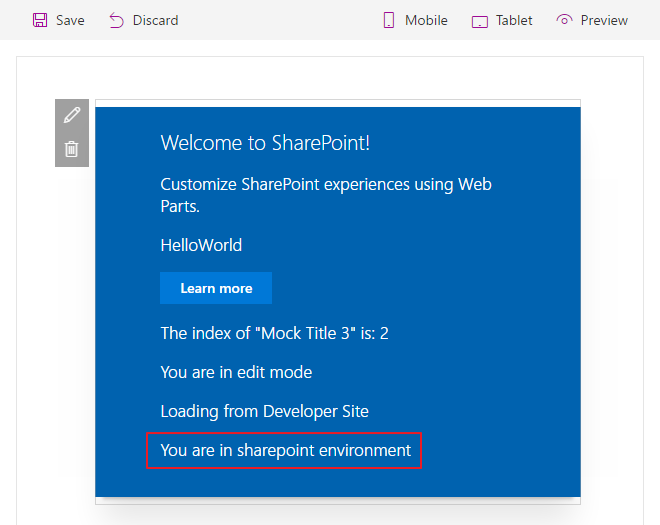 Save Discard Mobile Tablet Preview
Welcome to SharePoint!
Customize SharePoint experiences using Web
Parts.
HelloWorld
Learn more
The index of "Mock Title 3" is: 2
You are in edit mode
Loading from Developer Site
You are in sharepoint environment